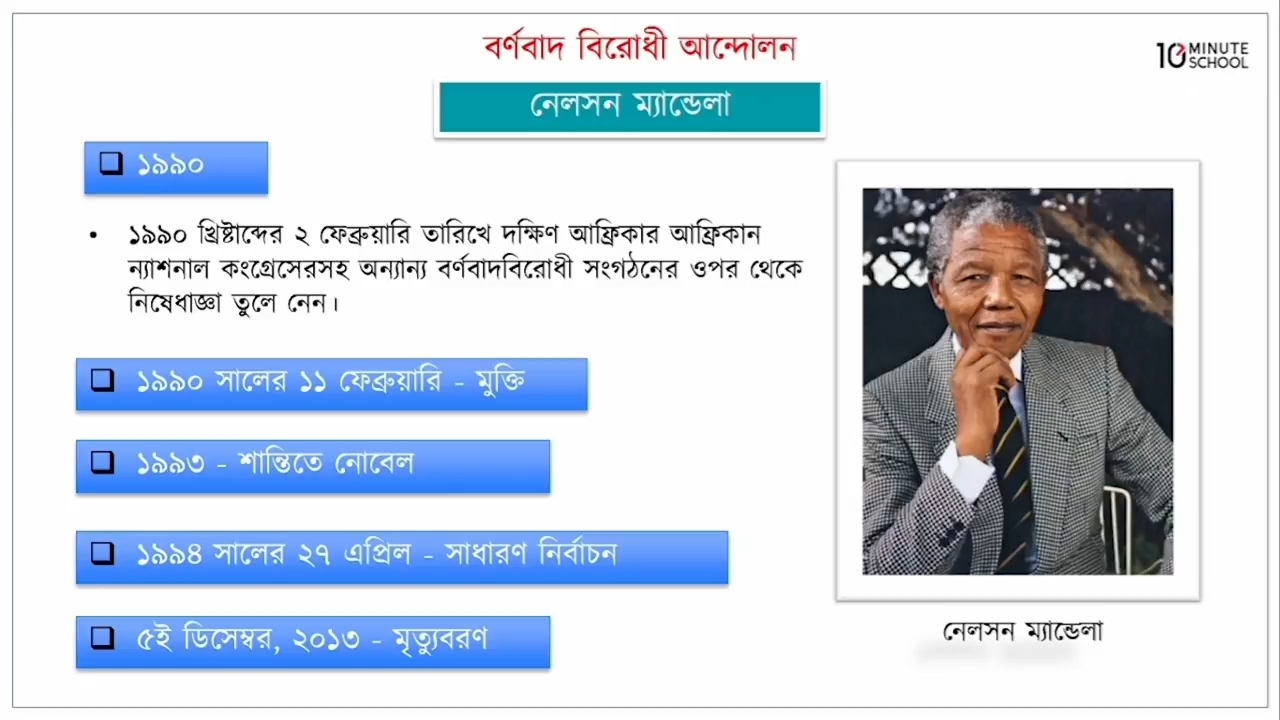 বর্ণবাদ বিরোধী আন্দোলন
10 MINUTE SCHOOL
নেলসন ম্যান্ডেলা
১৯৯০
১৯৯০ খ্রিষ্টাব্দের ২ ফেব্রুয়ারি তারিখে দক্ষিণ আফ্রিকার আফ্রিকান
ন্যাশনাল কংগ্রেসেরসহ অন্যান্য বর্ণবাদবিরোধী সংগঠনের ওপর থেকে
নিষেধাজ্ঞা তুলে নেন।
১৯৯০ সালের ১১ ফেব্রুয়ারি - মুক্তি
১৯৯৩ - শান্তিতে নোবেল
১৯৯৪ সালের ২৭ এপ্রিল - সাধারণ নির্বাচন
৫ই ডিসেম্বর, ২০১৩ - মৃত্যুবরণ
নেলসন ম্যান্ডেলা